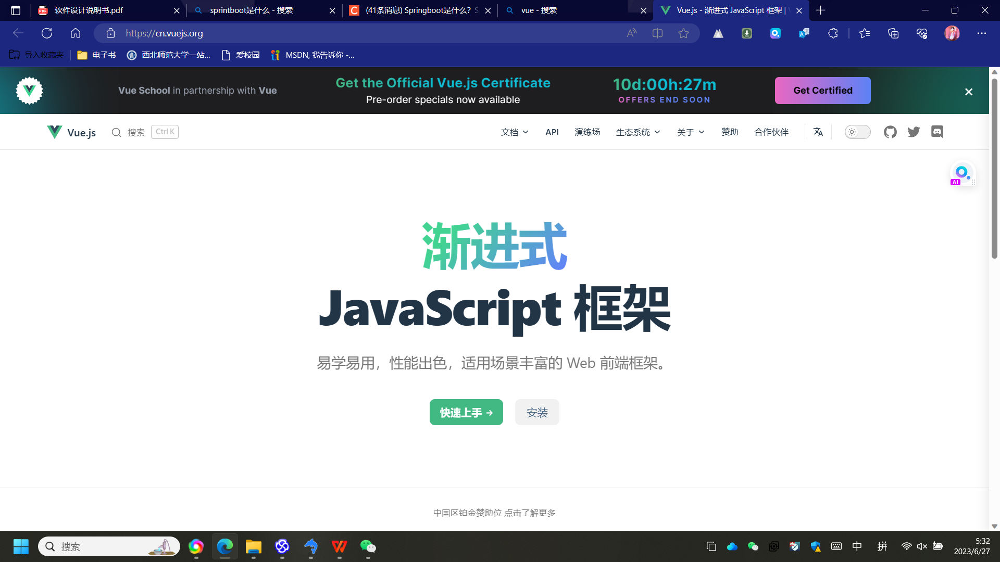 软件设计说明书.pdf
sprintboot是什么 - 搜索
(41条消息) Springboot是什么？
vue - 搜索
Vue.js - 渐进式 JavaScript 框架 |
https://cn.vuejs.org
导入收藏夹
电子书
西北师范大学一站...
爱校园
MSDN, 我告诉你 -...
Vue School in partnership with Vue
Get the Official Vue.js Certificate
Pre-order specials now available
10d:00h:27m
OFFERS END SOON
Get Certified
Vue.js
搜索
Ctrl K
文档
API
演练场
生态系统
关于
赞助
合作伙伴
AI
渐进式
JavaScript 框架
易学易用，性能出色，适用场景丰富的 Web 前端框架。
快速上手 →
安装
中国区铂金赞助位 点击了解更多
搜索
中
拼
5:32
2023/6/27